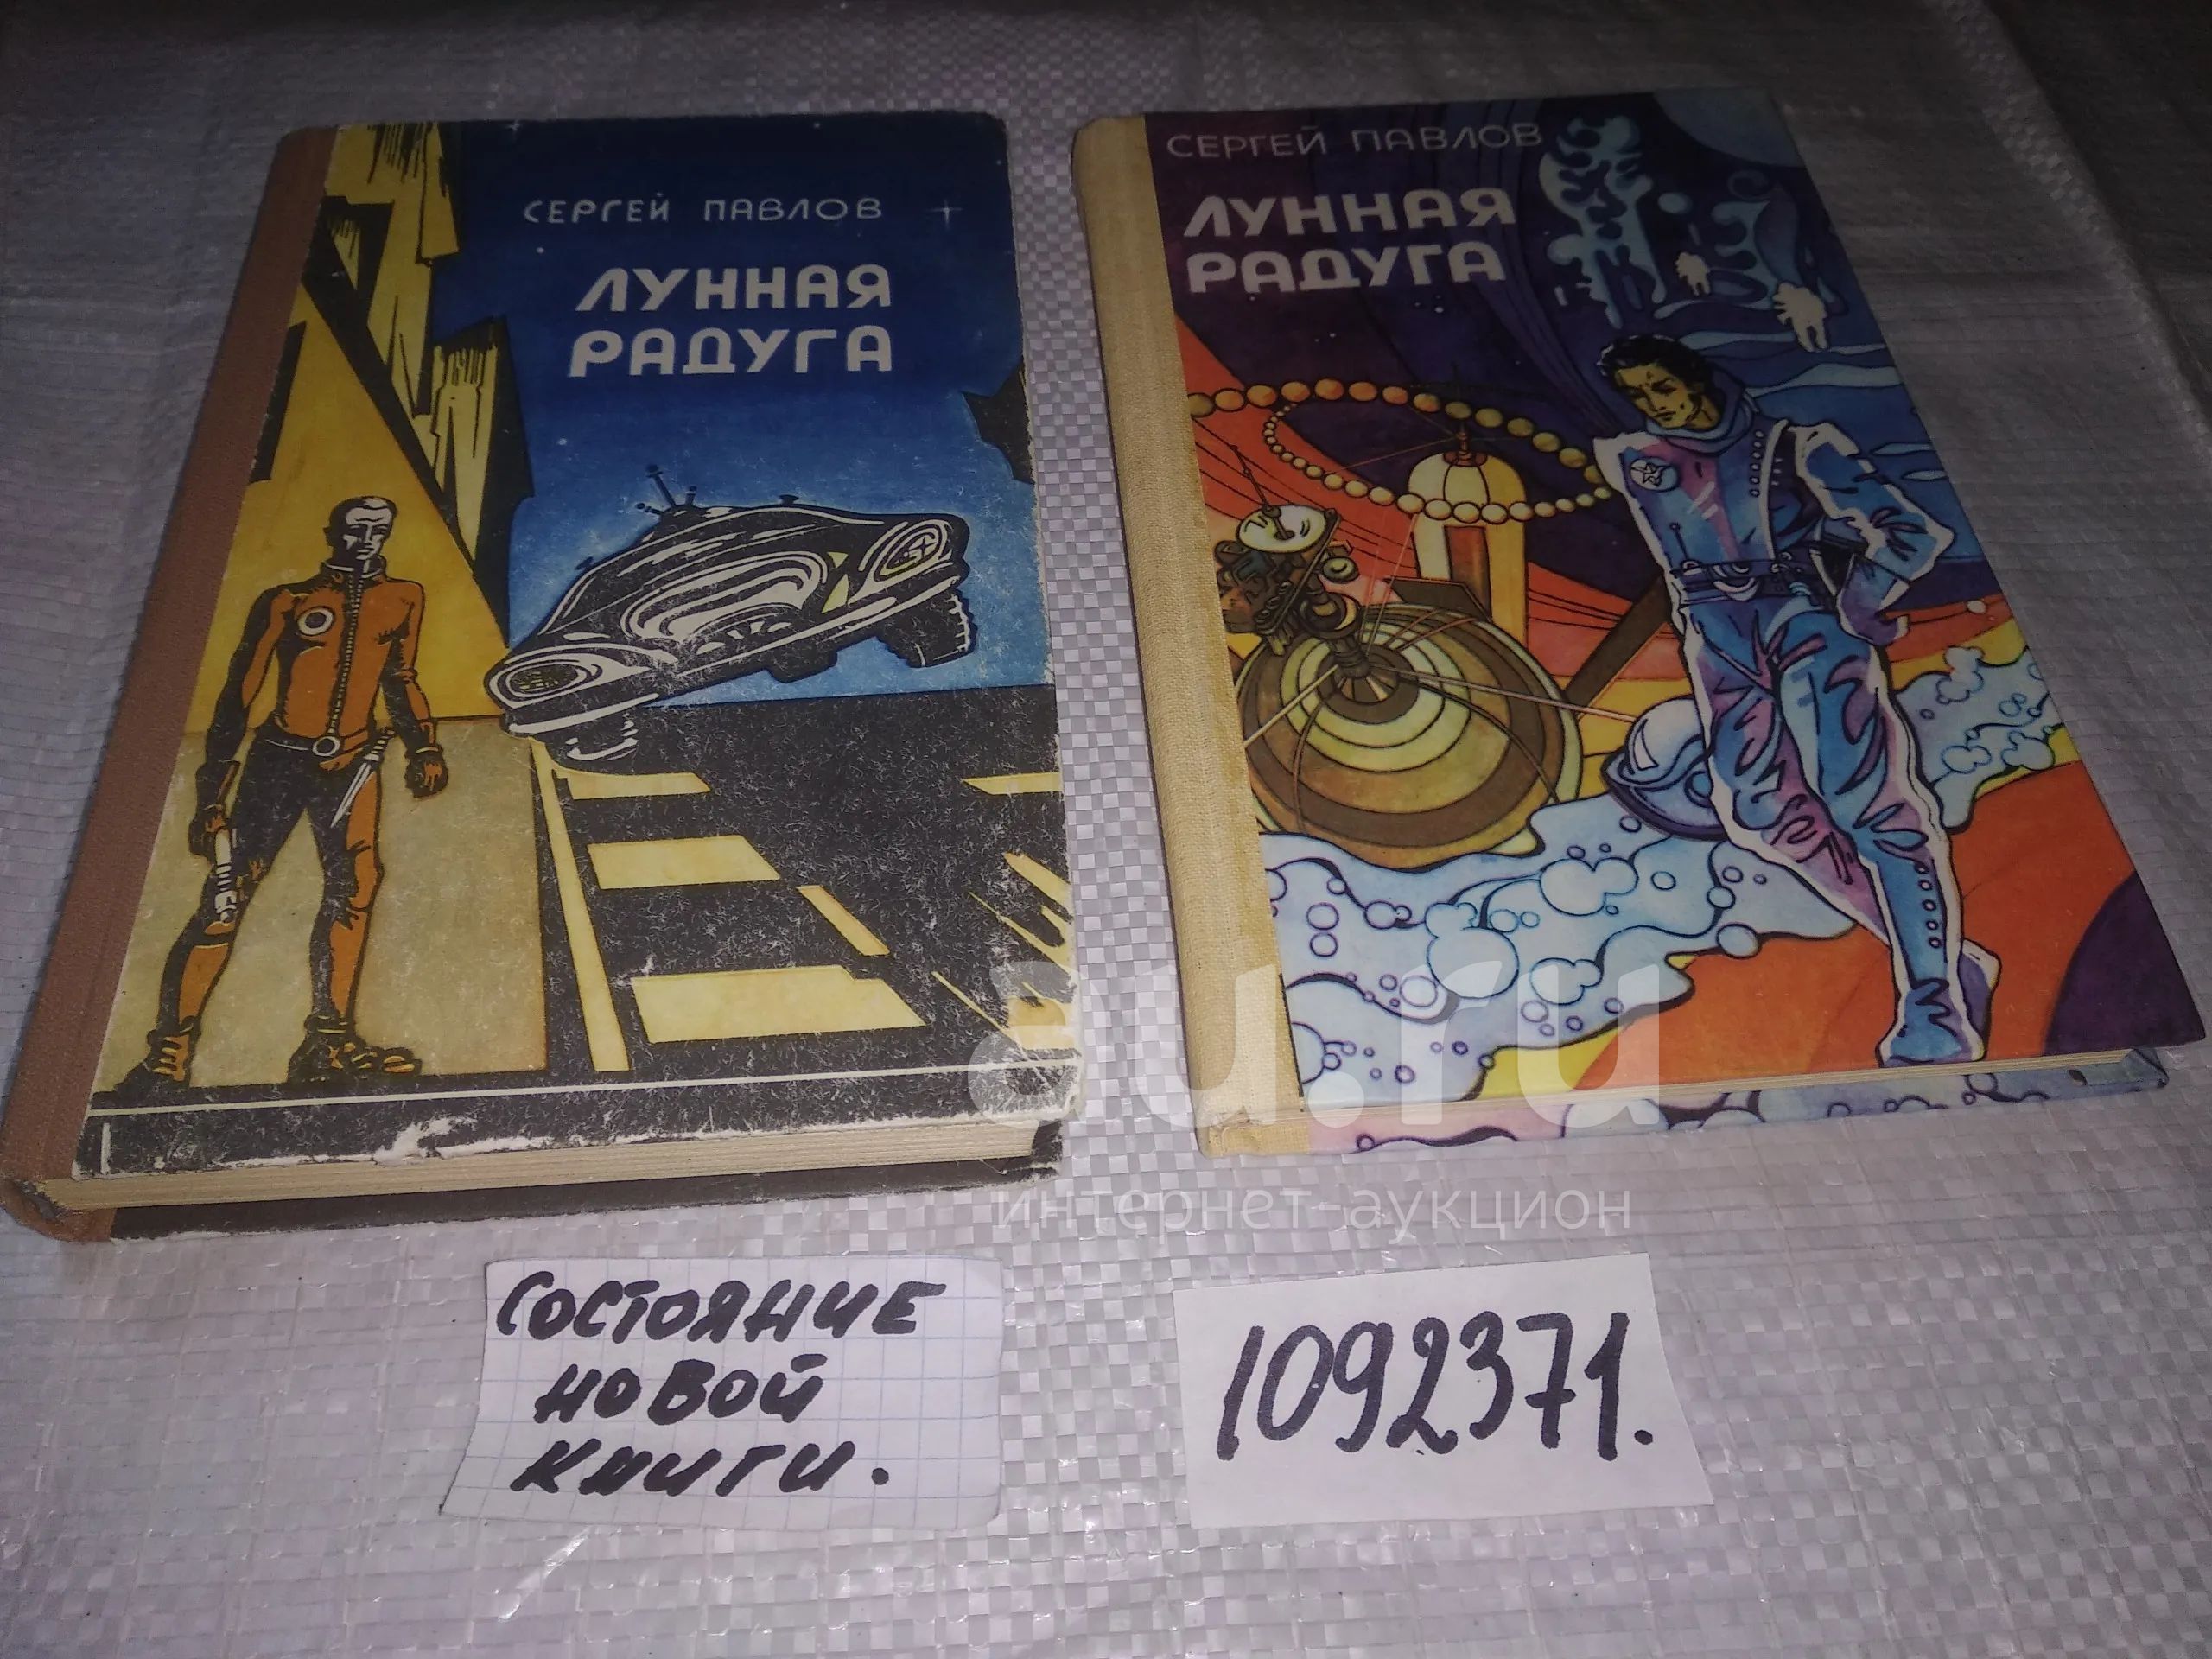 СЕРГЕЙ ПАВЛОВ
ЛУННАЯ
РАДУГА
СЕРГЕЙ ПАВЛОВ
ЛУННАЯ
РАДУГА
au.ru
интернет-аукцион
СОСТОЯНИЕ
НОВОЙ
КНИГИ.
1092371.